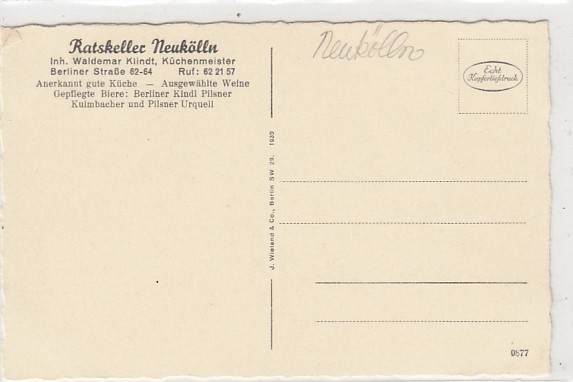 Ratskeller Neukölln
Inh. Waldemar Klindt, Küchenmeister
Berliner Straße 62-64 Ruf: 62 21 57
Anerkannt gute Küche — Ausgewählte Weine
Gepflegte Biere: Berliner Kindl Pilsner
Kulmbacher und Pilsner Urquell
Neukölln
Echt
Kupfertiefdruck
J. Wieland & Co., Berlin SW 29. 1939
0877